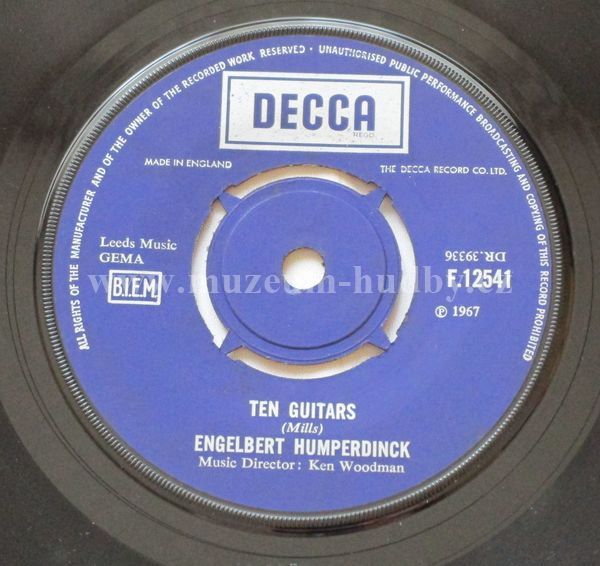 ALL RIGHTS OF THE MANUFACTURER AND OF THE OWNER OF THE RECORDED WORK RESERVED · UNAUTHORISED PUBLIC PERFORMANCE BROADCASTING AND COPYING OF THIS RECORD PROHIBITED
DECCA
REGD
MADE IN ENGLAND
THE DECCA RECORD CO. LTD.
Leeds Music
GEMA
B.I.E.M.
DR.39336
F.12541
℗ 1967
www.muzeum-hudby.cz
TEN GUITARS
(Mills)
ENGELBERT HUMPERDINCK
Music Director: Ken Woodman